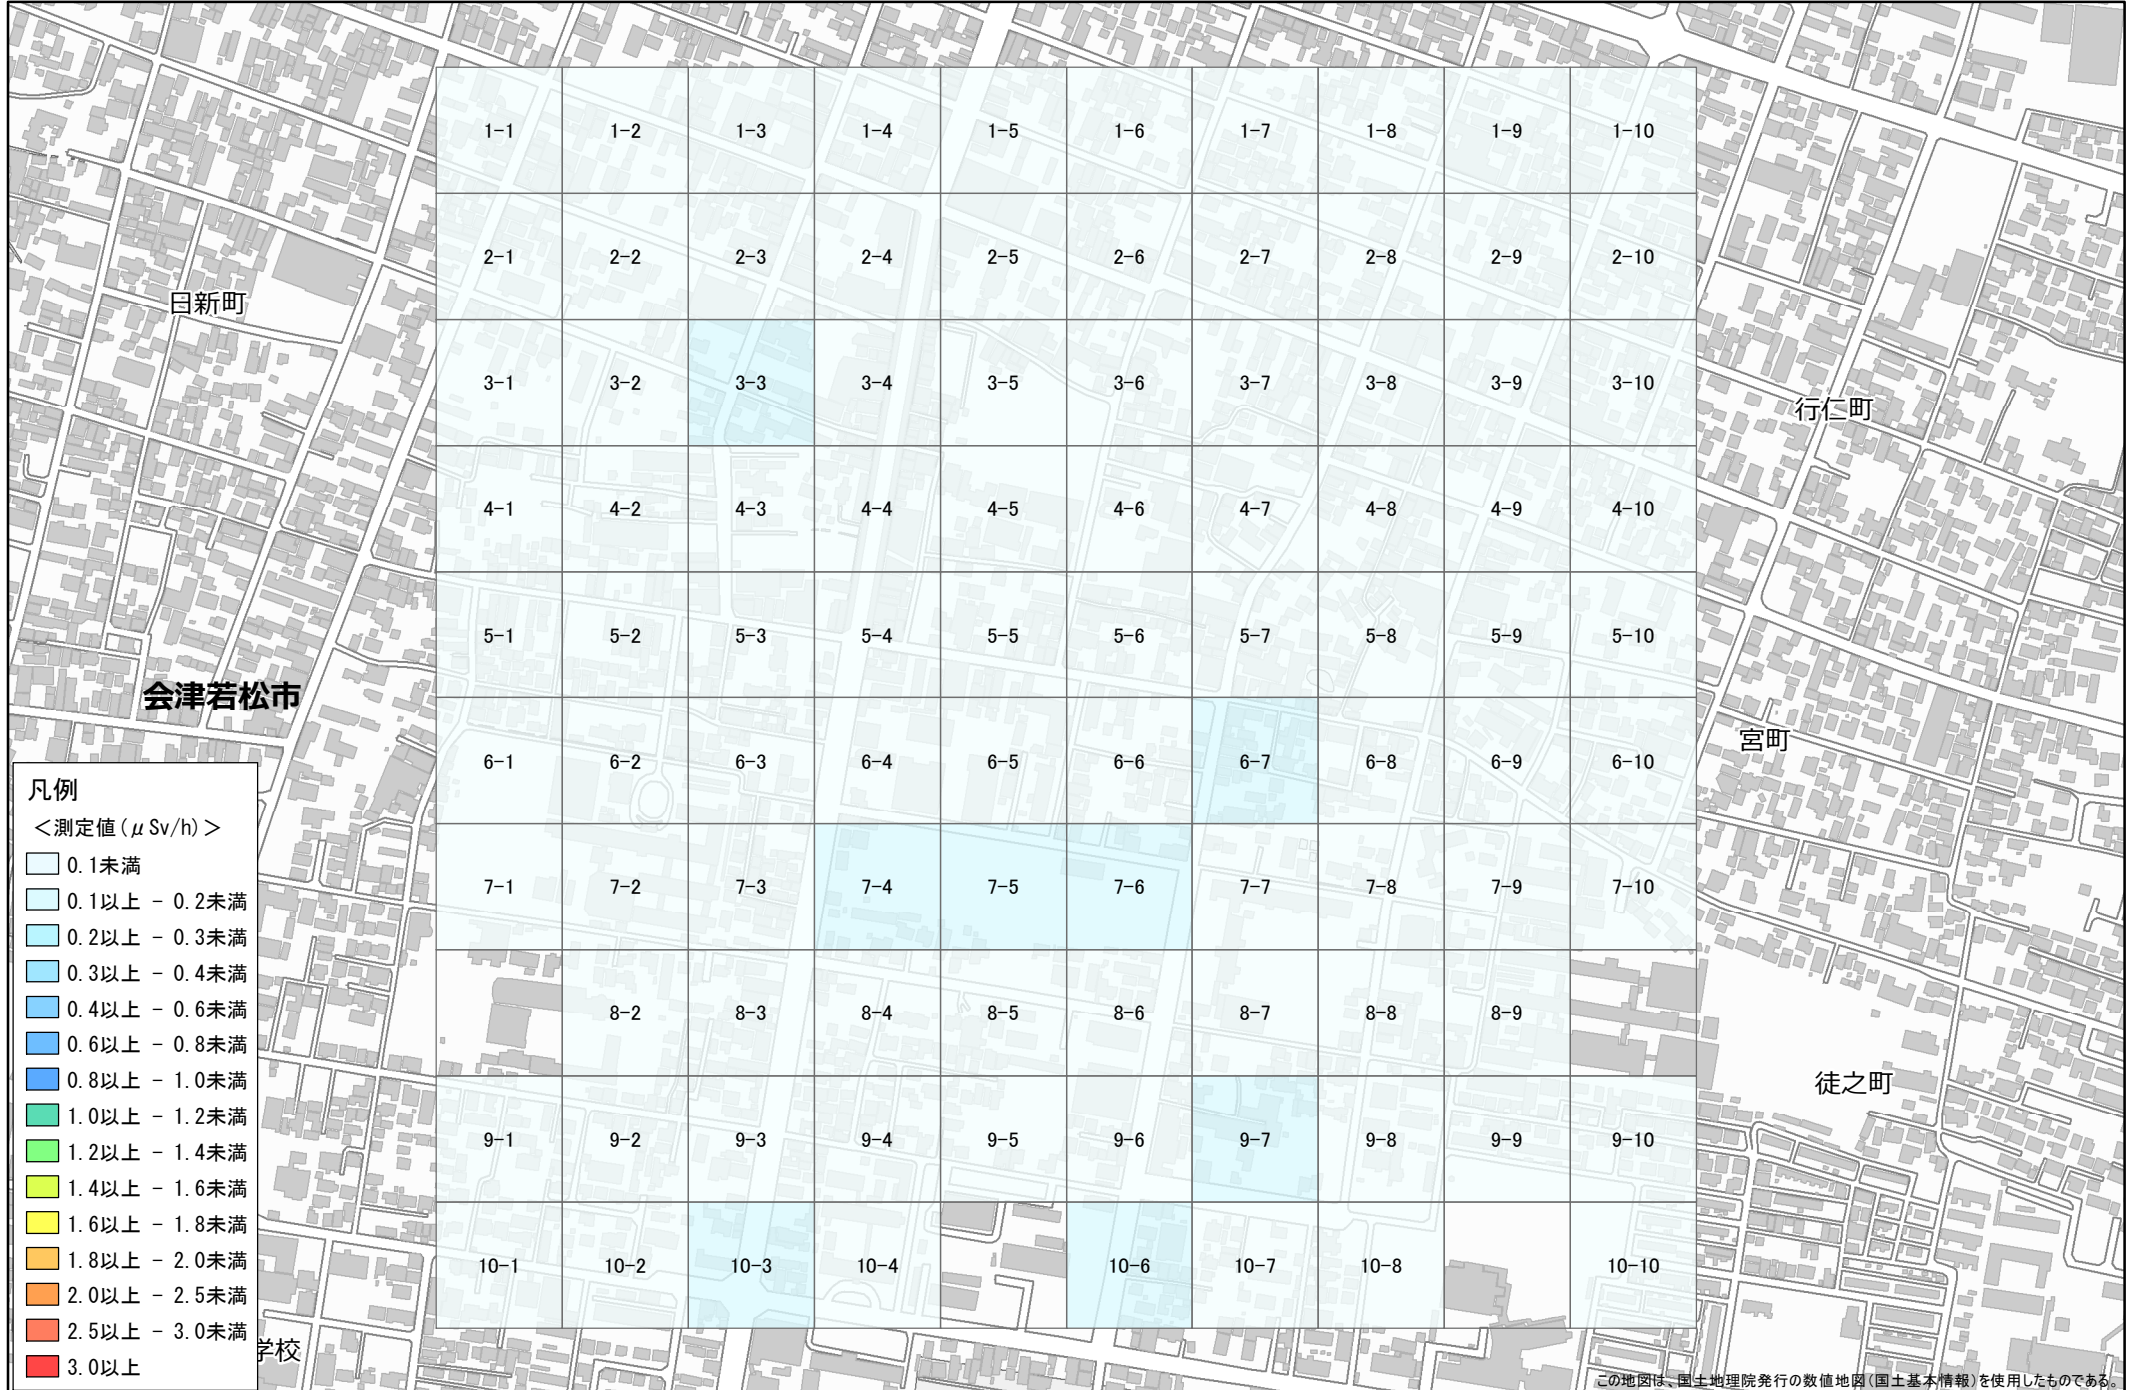 1-1 1-2 1-3 1-4 1-5 1-6 1-7 1-8 1-9 1-10
2-1 2-2 2-3 2-4 2-5 2-6 2-7 2-8 2-9 2-10
日新町
3-1 3-2 3-3 3-4 3-5 3-6 3-7 3-8 3-9 3-10
行仁町
4-1 4-2 4-3 4-4 4-5 4-6 4-7 4-8 4-9 4-10
5-1 5-2 5-3 5-4 5-5 5-6 5-7 5-8 5-9 5-10
会津若松市
宮町
6-1 6-2 6-3 6-4 6-5 6-6 6-7 6-8 6-9 6-10
7-1 7-2 7-3 7-4 7-5 7-6 7-7 7-8 7-9 7-10
8-2 8-3 8-4 8-5 8-6 8-7 8-8 8-9
徒之町
9-1 9-2 9-3 9-4 9-5 9-6 9-7 9-8 9-9 9-10
10-1 10-2 10-3 10-4 10-6 10-7 10-8 10-10
凡例
＜測定値(μSv/h)＞
0.1未満
0.1以上 - 0.2未満
0.2以上 - 0.3未満
0.3以上 - 0.4未満
0.4以上 - 0.6未満
0.6以上 - 0.8未満
0.8以上 - 1.0未満
1.0以上 - 1.2未満
1.2以上 - 1.4未満
1.4以上 - 1.6未満
1.6以上 - 1.8未満
1.8以上 - 2.0未満
2.0以上 - 2.5未満
2.5以上 - 3.0未満
3.0以上
学校
この地図は、国土地理院発行の数値地図(国土基本情報)を使用したものである。